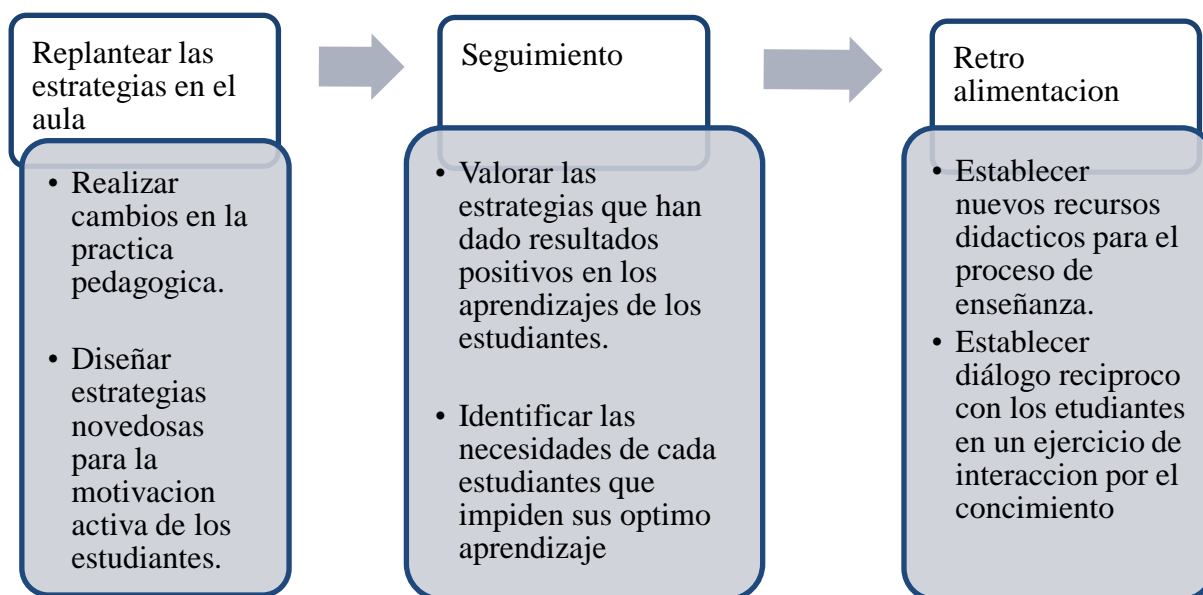 Replantear las
estrategias en el
aula
• Realizar
cambios en la
practica
pedagogica.
• Diseñar
estrategias
novedosas
para la
motivacion
activa de los
estudiantes.
Seguimiento
• Valorar las
estrategias que han
dado resultados
positivos en los
aprendizajes de los
estudiantes.
• Identificar las
necesidades de cada
estudiantes que
impiden sus optimo
aprendizaje
Retro
alimentacion
• Establecer
nuevos recursos
didacticos para el
proceso de
enseñanza.
• Establecer
diálogo reciproco
con los etudiantes
en un ejercicio de
interaccion por el
concimiento